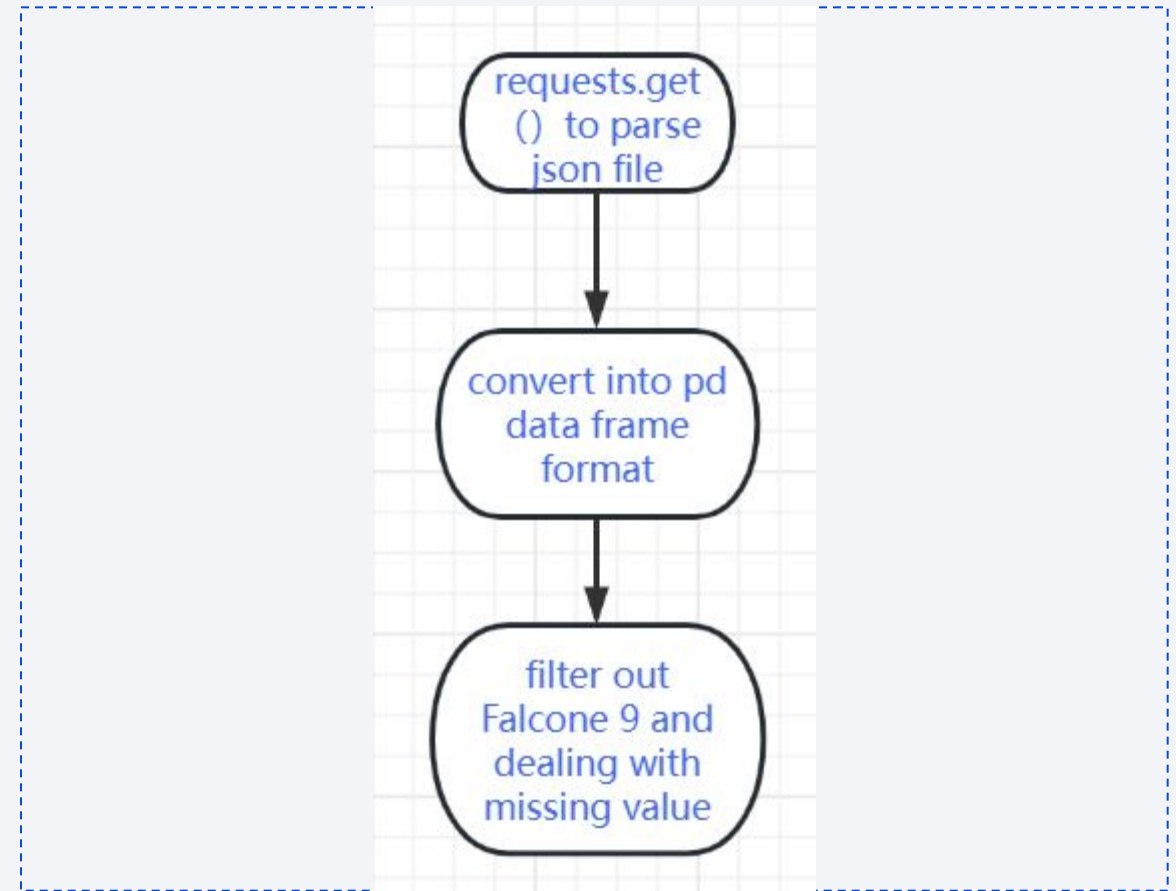 requests.get
() to parse
json file
convert into pd
data frame
format
filter out
Falcone 9 and
dealing with
missing value